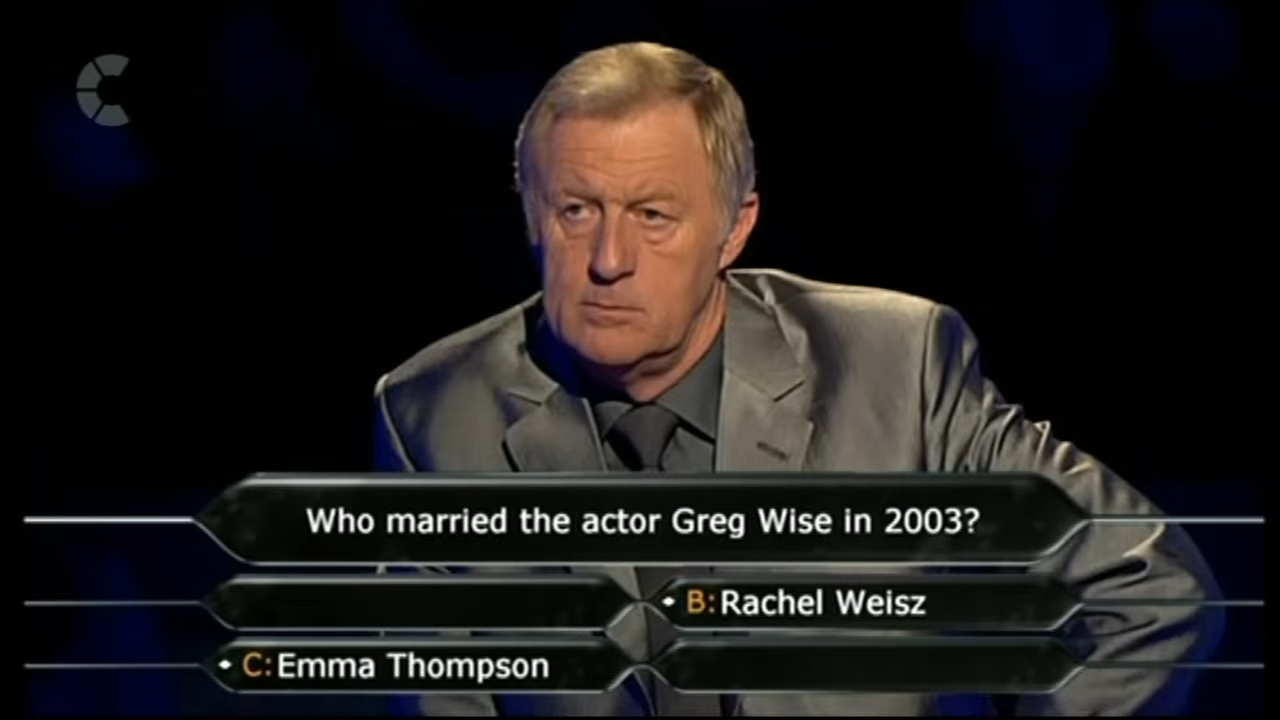 Who married the actor Greg Wise in 2003?
B: Rachel Weisz
C: Emma Thompson